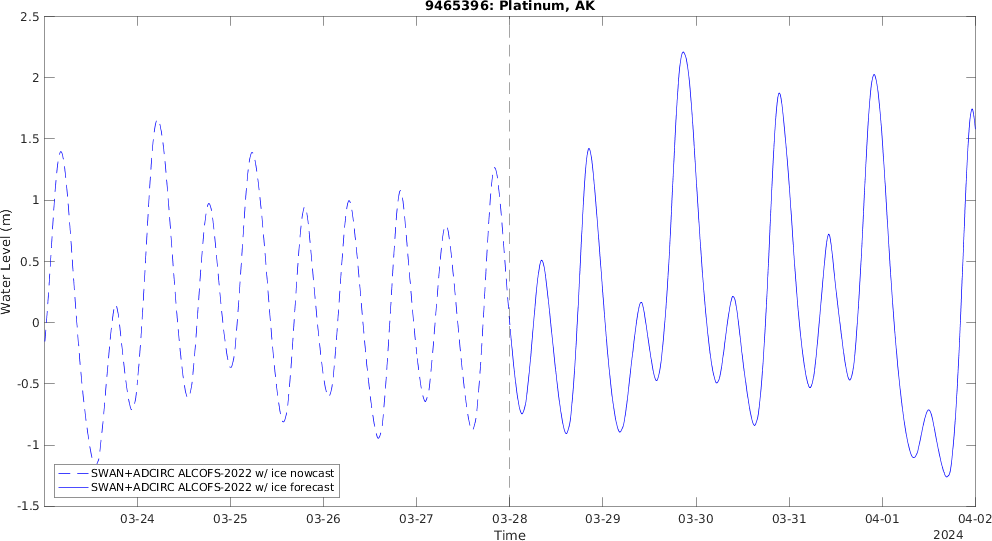 9465396: Platinum, AK
2.5
2
1.5
1
0.5
0
-0.5
-1
-1.5
Water Level (m)
SWAN+ADCIRC ALCOFS-2022 w/ ice nowcast
SWAN+ADCIRC ALCOFS-2022 w/ ice forecast
03-24 03-25 03-26 03-27 03-28 03-29 03-30 03-31 04-01 04-02
Time
2024